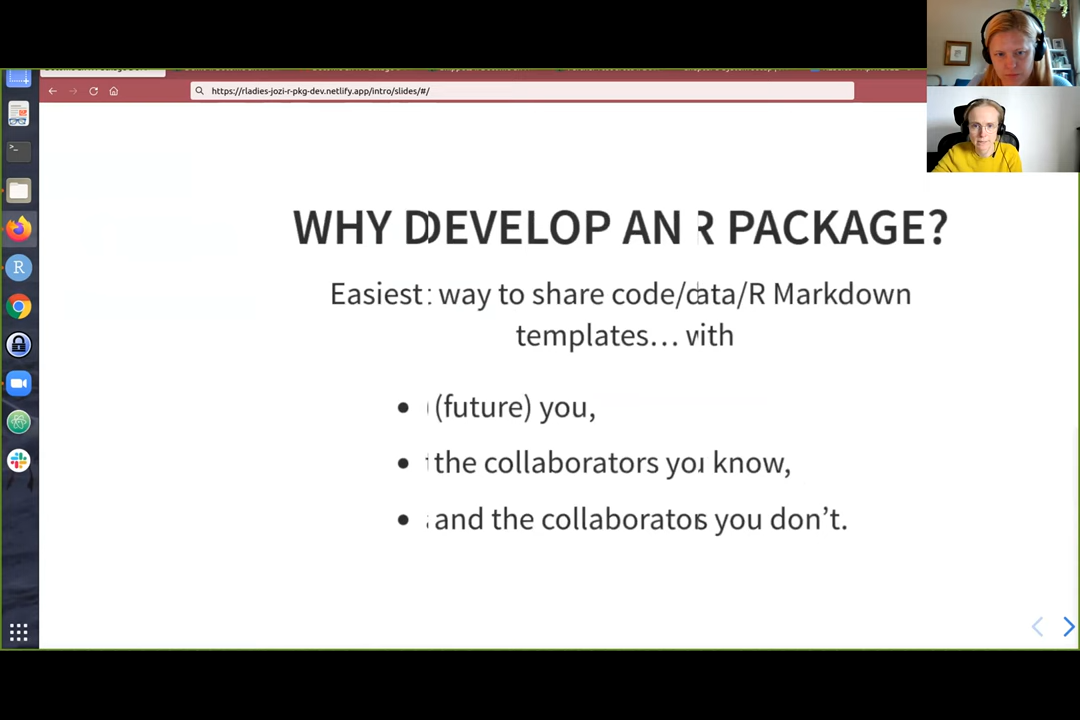 https://rladies-jozi-r-pkg-dev.netlify.app/intro/slides/#/
WHY DEVELOP AN R PACKAGE?
Easiest way to share code/data/R Markdown
templates… with
(future) you,
the collaborators you know,
and the collaborators you don’t.